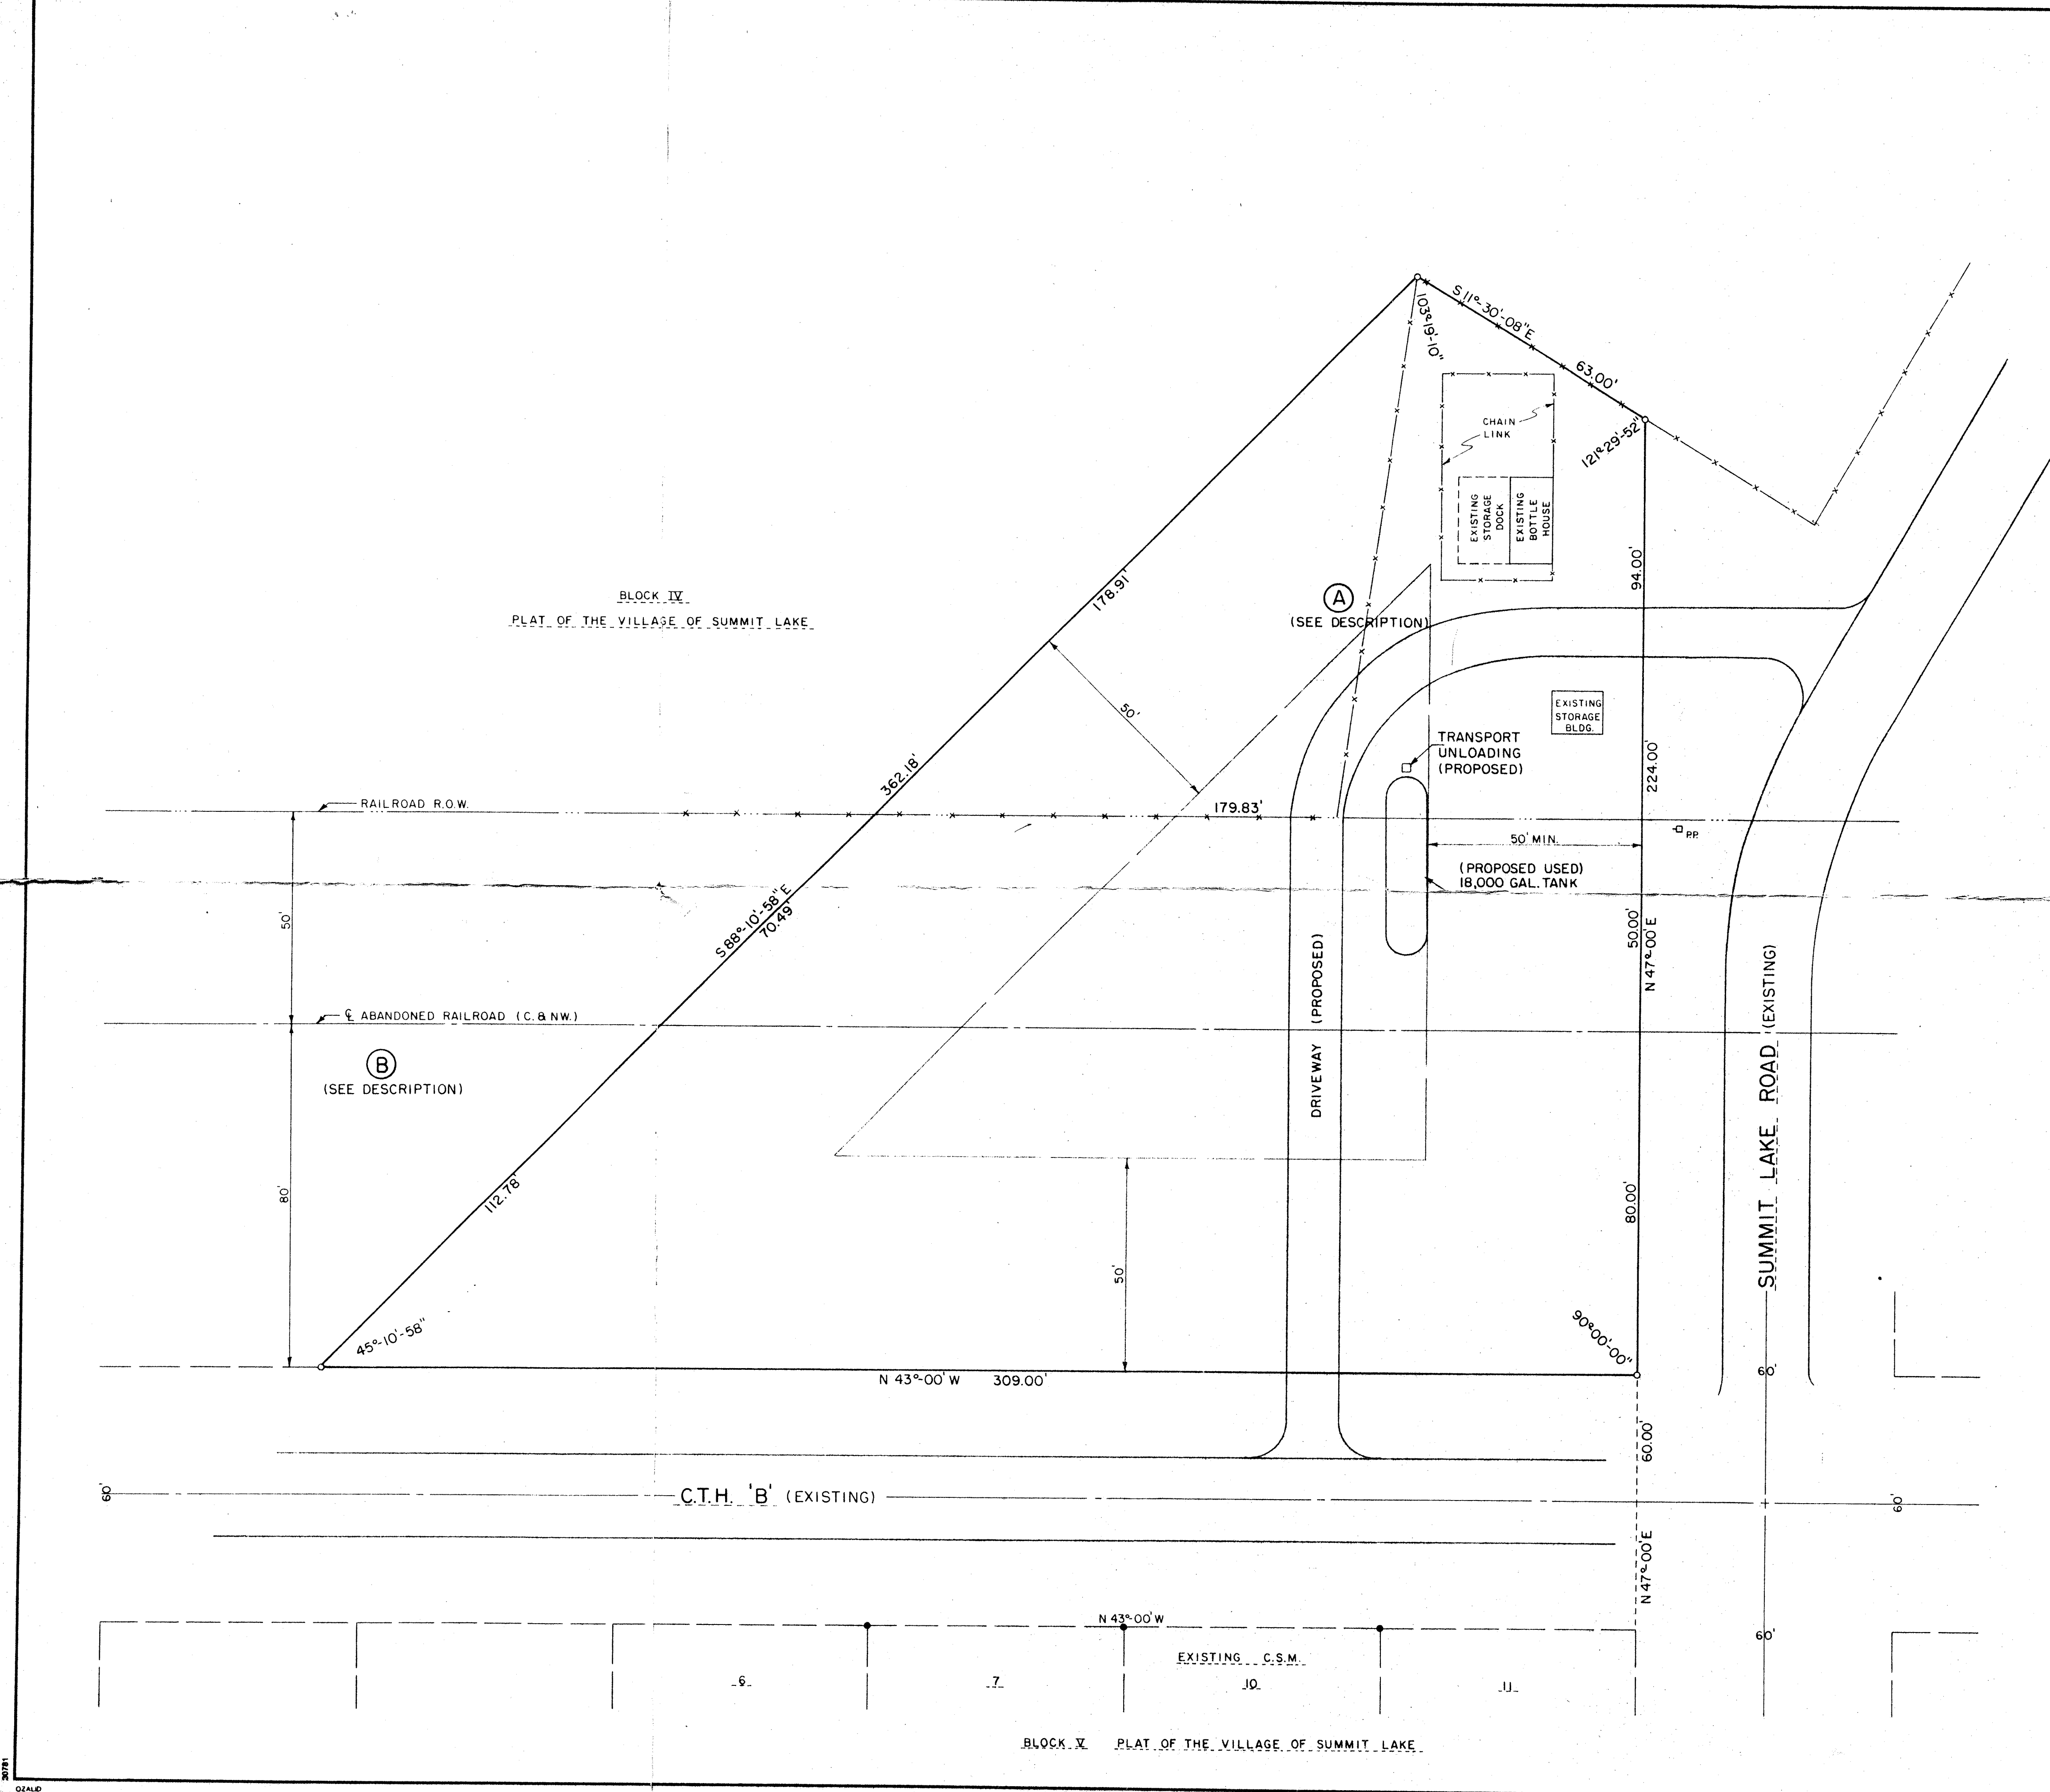 S 11°-30'-08" E
63.00'
103°-19'-10"
121°-29'-52"
CHAIN
LINK
EXISTING
STORAGE
DOCK
EXISTING
BOTTLE
HOUSE
94.00'
178.91'
BLOCK IV
PLAT OF THE VILLAGE OF SUMMIT LAKE
A
(SEE DESCRIPTION)
50'
EXISTING
STORAGE
BLDG.
TRANSPORT
UNLOADING
(PROPOSED)
224.00'
362.18'
RAILROAD R.O.W.
179.83'
P.P.
50' MIN.
(PROPOSED USED)
18,000 GAL. TANK
50'
S 88°-10'-58" E
70.49'
50.00'
N 47°-00' E
DRIVEWAY (PROPOSED)
SUMMIT LAKE ROAD (EXISTING)
℄ ABANDONED RAILROAD (C. & NW.)
B
(SEE DESCRIPTION)
80'
112.78'
80.00'
50'
45°-10'-58"
90°-00'-00"
N 43°-00' W 309.00'
60'
60.00'
60'
C.T.H. 'B' (EXISTING)
60'
N 47°-00' E
N 43°-00' W
60'
EXISTING C.S.M.
6
7
10
11
BLOCK V PLAT OF THE VILLAGE OF SUMMIT LAKE
30781
OZALID